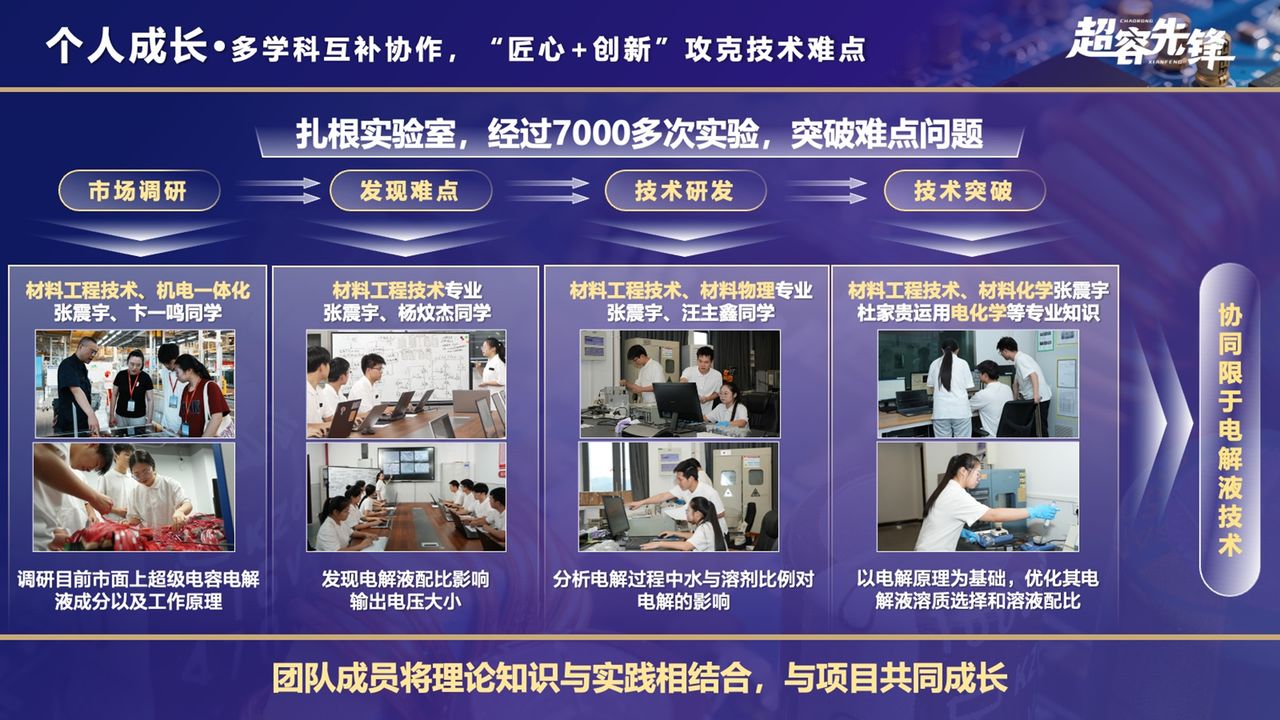 个人成长•多学科互补协作，“匠心+创新”攻克技术难点
超容先锋
CHAORONG
XIANFENG
扎根实验室，经过7000多次实验，突破难点问题
市场调研
发现难点
技术研发
技术突破
材料工程技术、机电一体化
张震宇、卞一鸣同学
调研目前市面上超级电容电解
液成分以及工作原理
材料工程技术专业
张震宇、杨炆杰同学
发现电解液配比影响
输出电压大小
材料工程技术、材料物理专业
张震宇、汪主鑫同学
分析电解过程中水与溶剂比例对
电解的影响
材料工程技术、材料化学张震宇
杜家贵运用电化学等专业知识
以电解原理为基础，优化其电
解液溶质选择和溶液配比
协同限于电解液技术
团队成员将理论知识与实践相结合，与项目共同成长